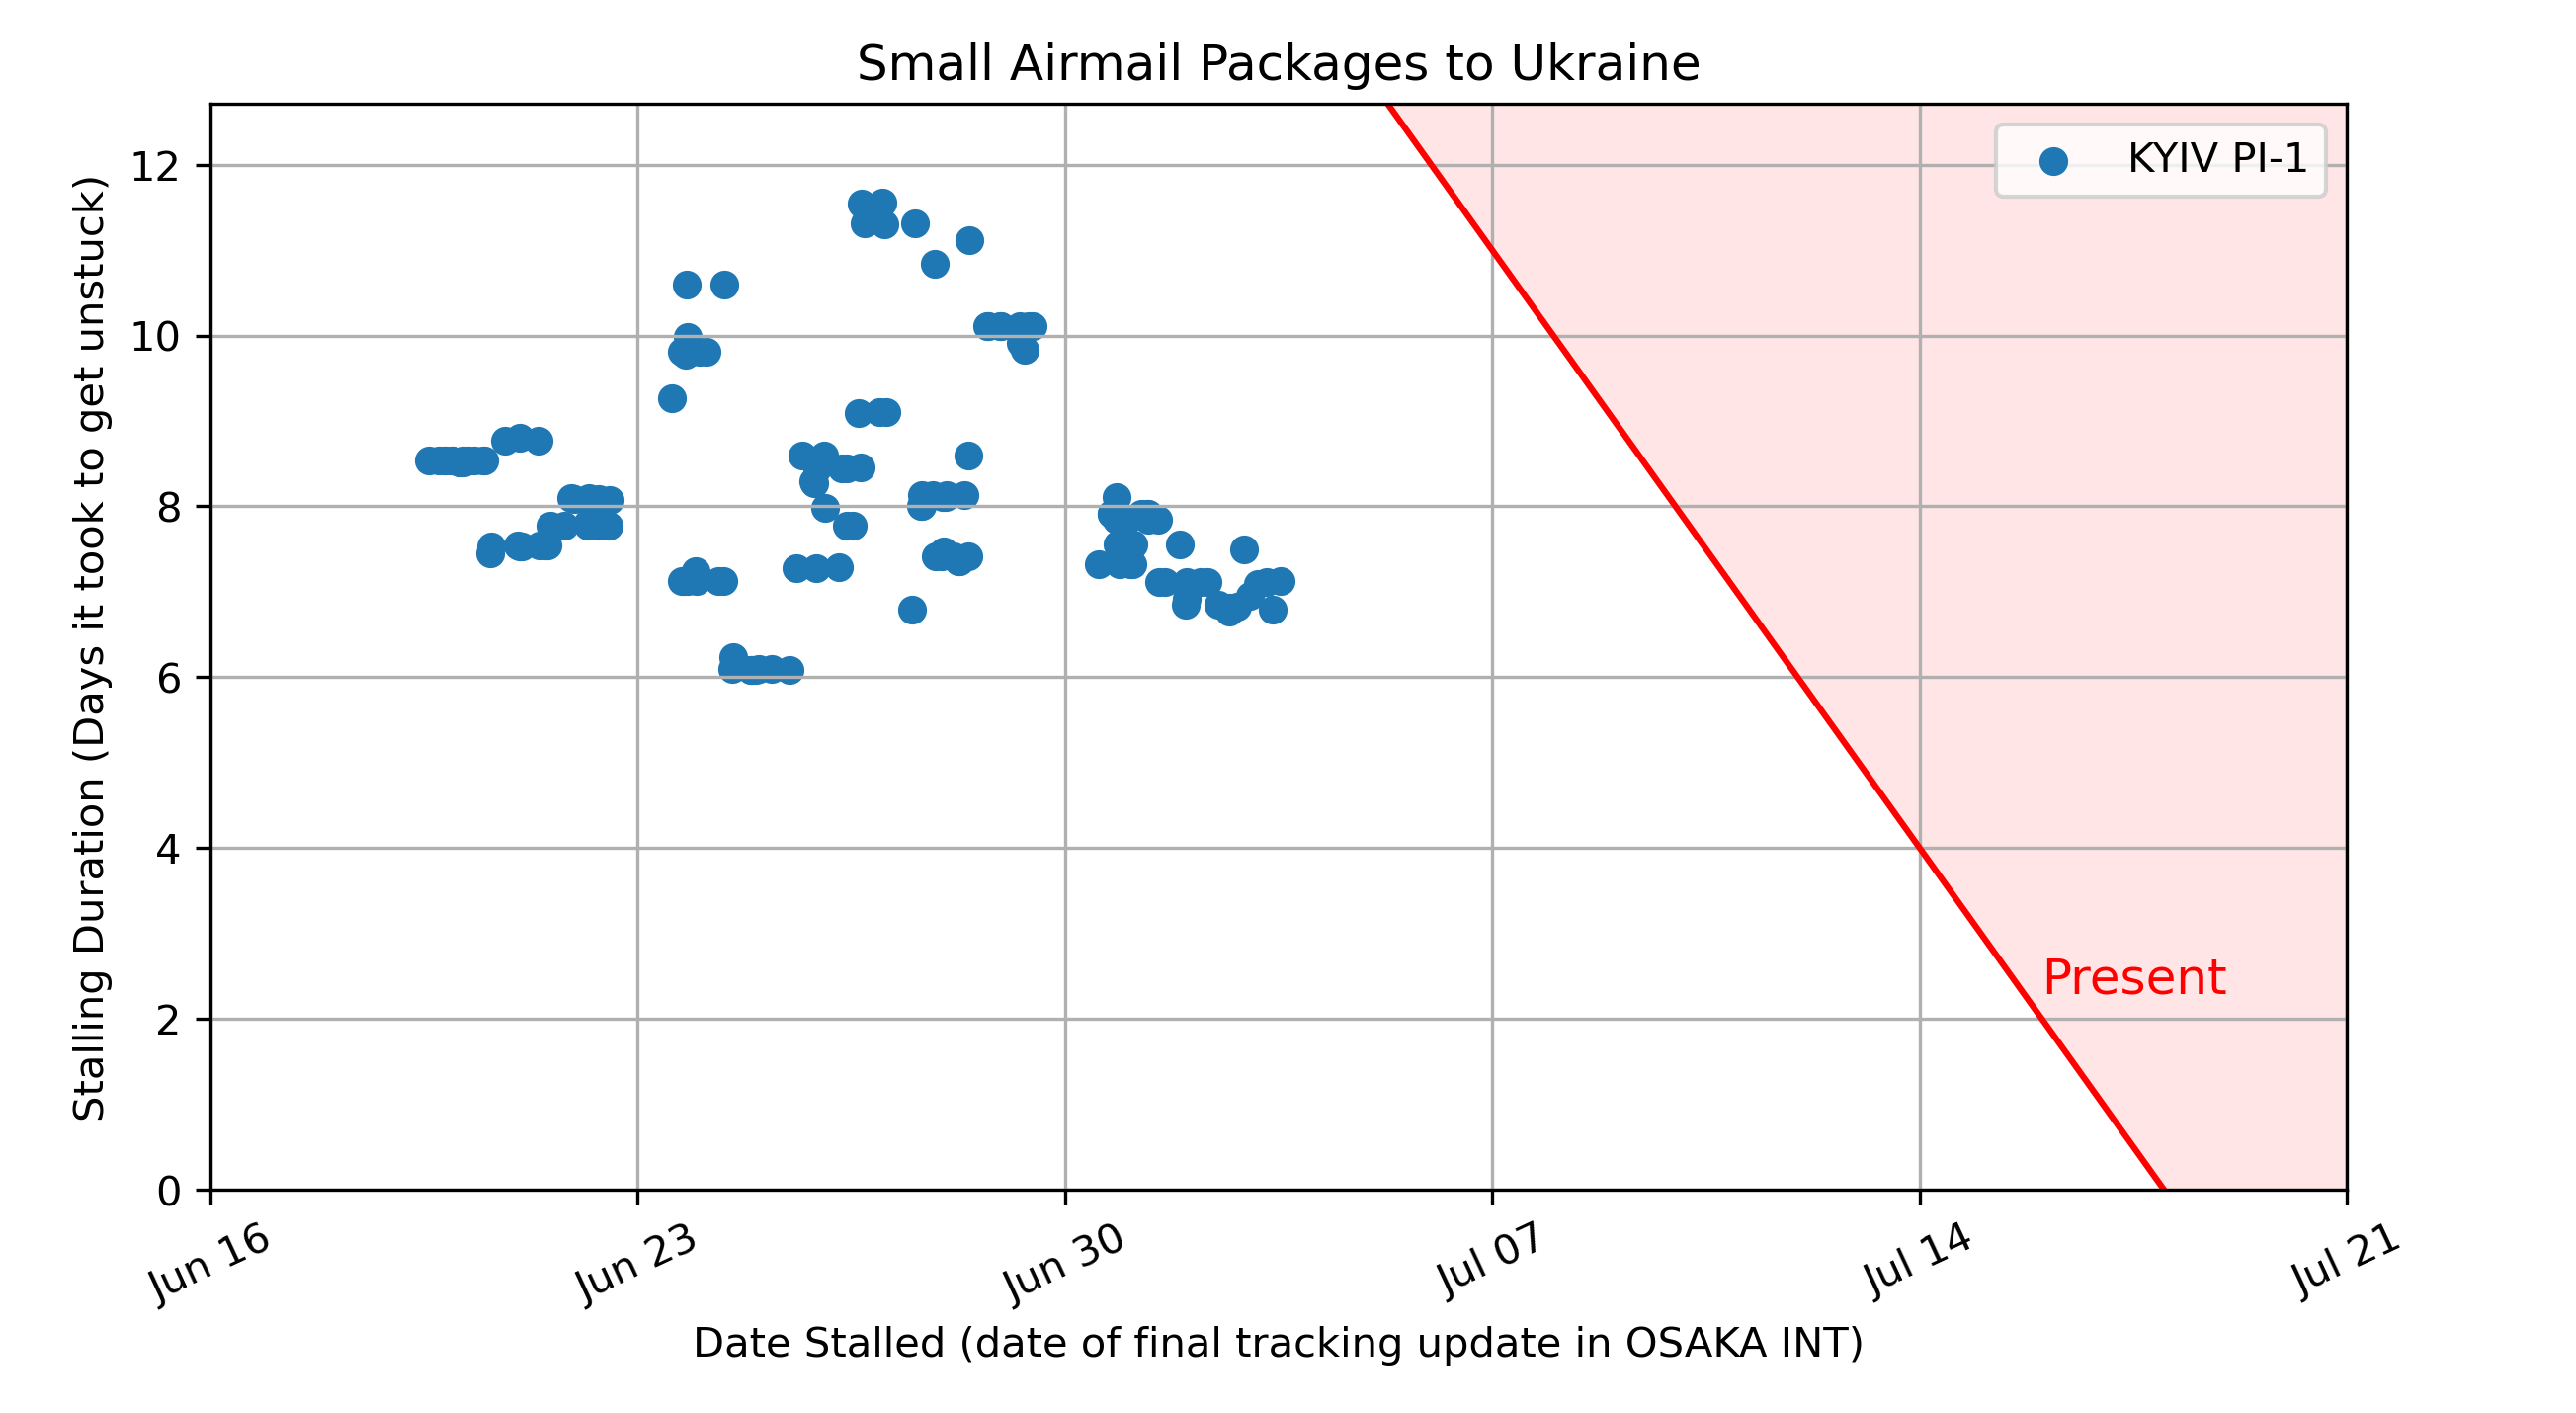 Small Airmail Packages to Ukraine
KYIV PI-1
12
10
8
6
4
2
0
Stalling Duration (Days it took to get unstuck)
Present
Jun 16
Jun 23
Jun 30
Jul 07
Jul 14
Jul 21
Date Stalled (date of final tracking update in OSAKA INT)